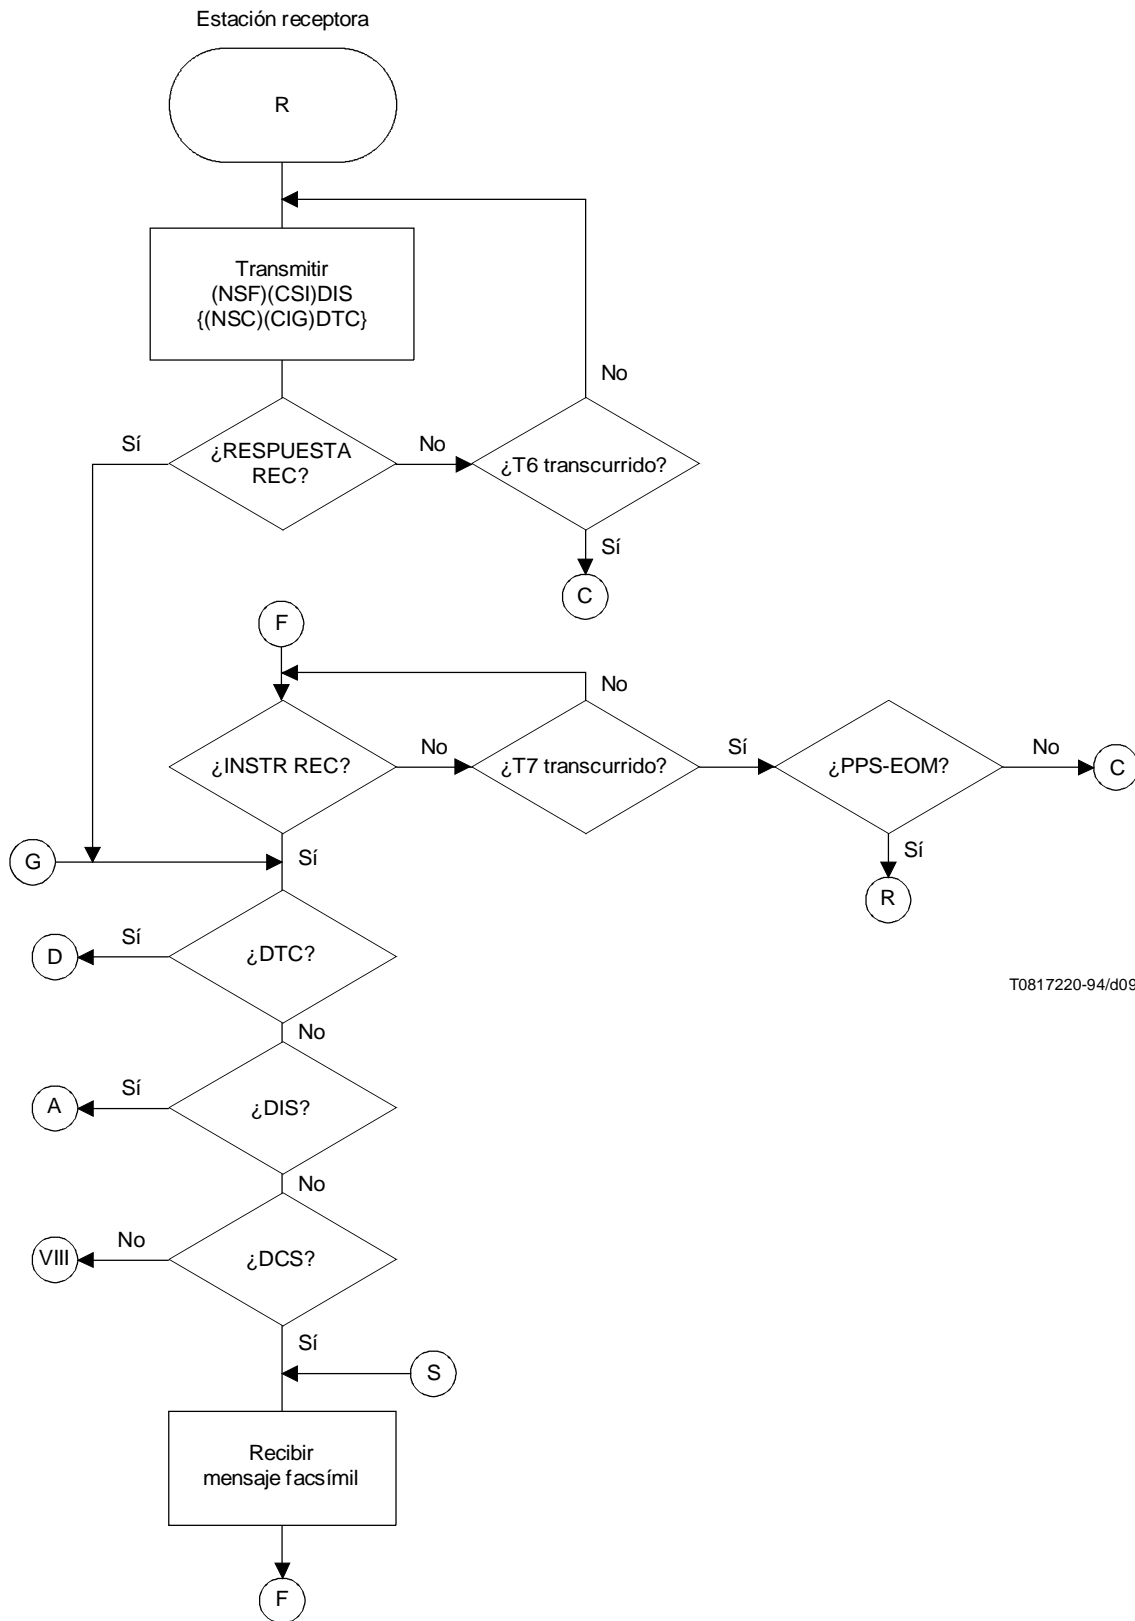 Estación receptora
R
Transmitir
(NSF)(CSI)DIS
{(NSC)(CIG)DTC}
No
Sí
¿RESPUESTA
REC?
No
¿T6 transcurrido?
Sí
C
F
No
¿INSTR REC?
No
¿T7 transcurrido?
Sí
¿PPS-EOM?
No
C
G
Sí
Sí
R
Sí
D
¿DTC?
T0817220-94/d09
No
Sí
A
¿DIS?
No
No
VIII
¿DCS?
Sí
S
Recibir
mensaje facsímil
F